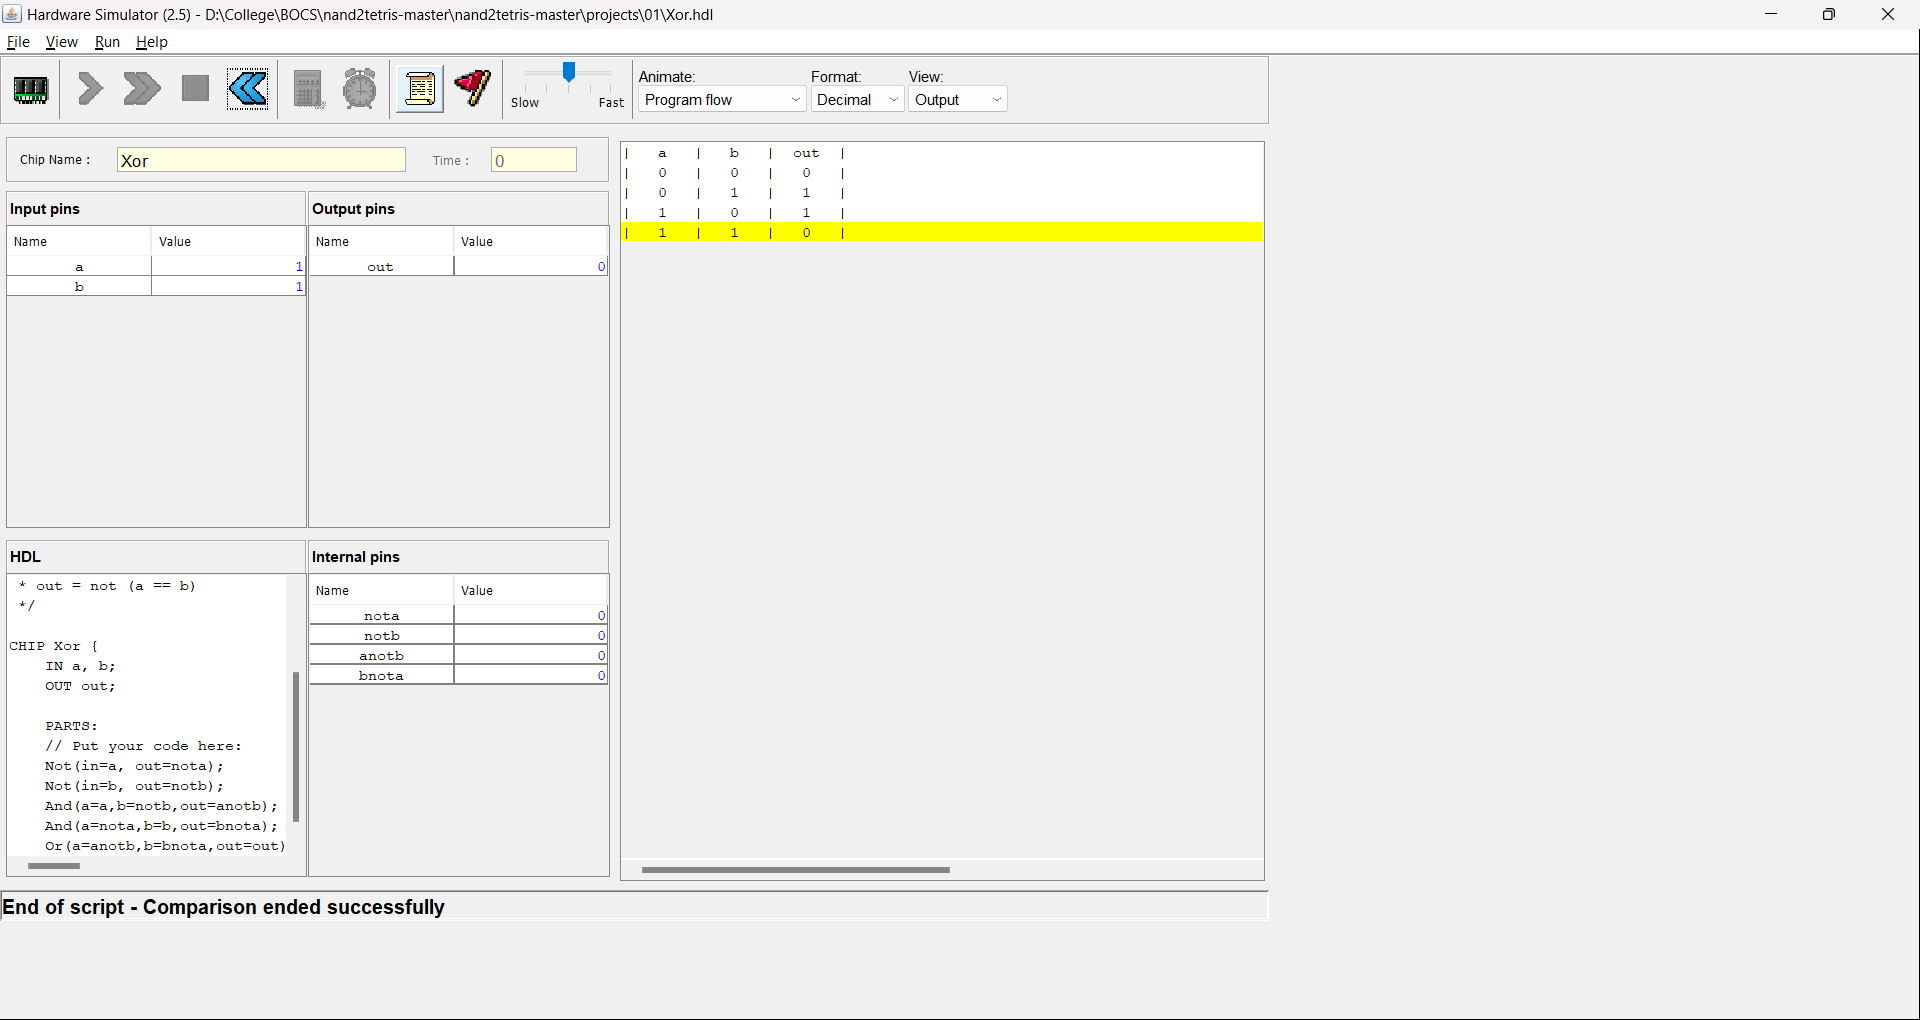 Hardware Simulator (2.5) - D:\College\BOCS\nand2tetris-master\nand2tetris-master\projects\01\Xor.hdl
File View Run Help
Animate: Format: View:
Slow Fast Program flow Decimal Output
Chip Name : Xor Time : 0
Input pins
Name Value
a 1
b 1
Output pins
Name Value
out 0
| a | b | out |
| 0 | 0 | 0 |
| 0 | 1 | 1 |
| 1 | 0 | 1 |
| 1 | 1 | 0 |
HDL
* out = not (a == b)
*/
CHIP Xor {
IN a, b;
OUT out;
PARTS:
// Put your code here:
Not(in=a, out=nota);
Not(in=b, out=notb);
And(a=a,b=notb,out=anotb);
And(a=nota,b=b,out=bnota);
Or(a=anotb,b=bnota,out=out)
Internal pins
Name Value
nota 0
notb 0
anotb 0
bnota 0
End of script - Comparison ended successfully